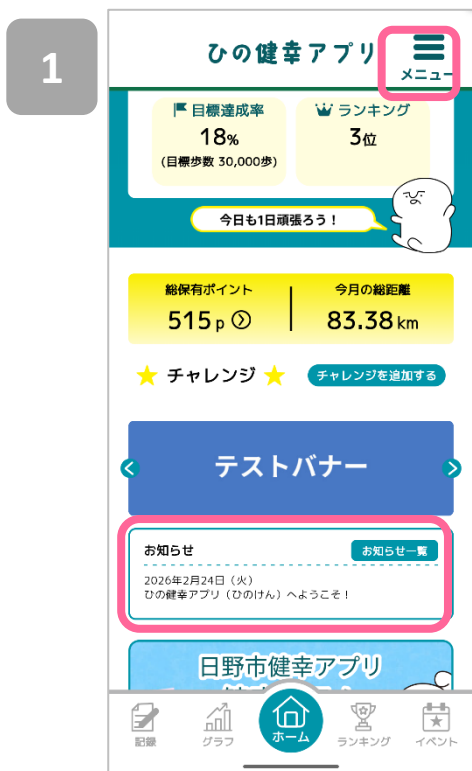 1
ひの健幸アプリ
メニュー
目標達成率
18%
(目標歩数 30,000歩)
ランキング
3位
今日も1日頑張ろう！
総保有ポイント
515p
今月の総距離
83.38km
チャレンジ
チャレンジを追加する
テストバナー
お知らせ
お知らせ一覧
2026年2月24日（火）
ひの健幸アプリ（ひのけん）へようこそ！
日野市健幸アプリ
記録
グラフ
ホーム
ランキング
イベント